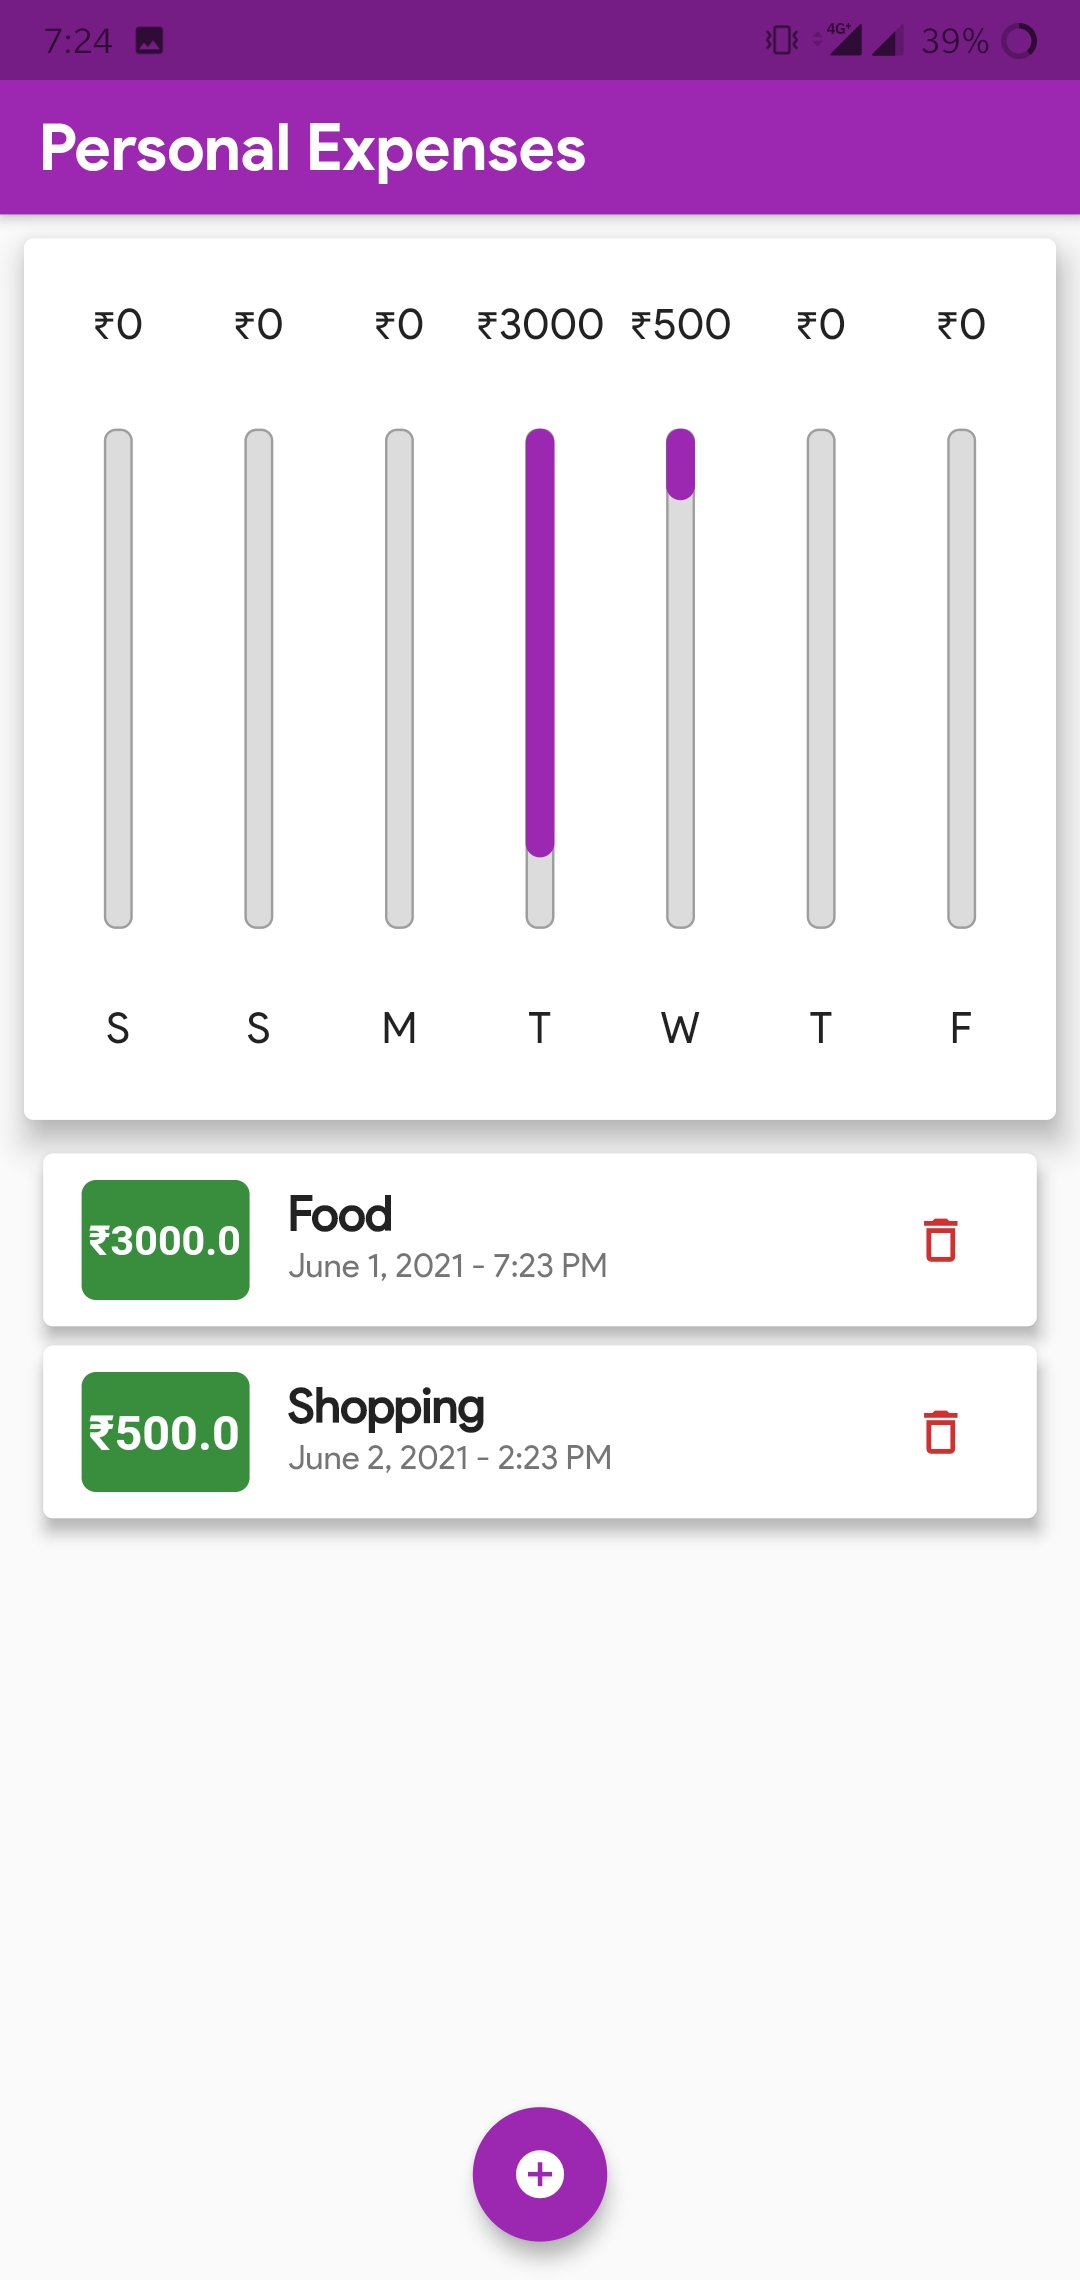 7:24 4G+ 39%
Personal Expenses
₹0 ₹0 ₹0 ₹3000 ₹500 ₹0 ₹0
S S M T W T F
₹3000.0
Food
June 1, 2021 - 7:23 PM
₹500.0
Shopping
June 2, 2021 - 2:23 PM